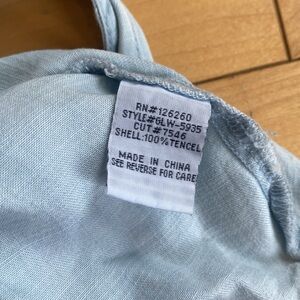 RN#126260
STYLE#GLW-5935
CUT#7546
SHELL:100%TENCEL
MADE IN CHINA
SEE REVERSE FOR CARE